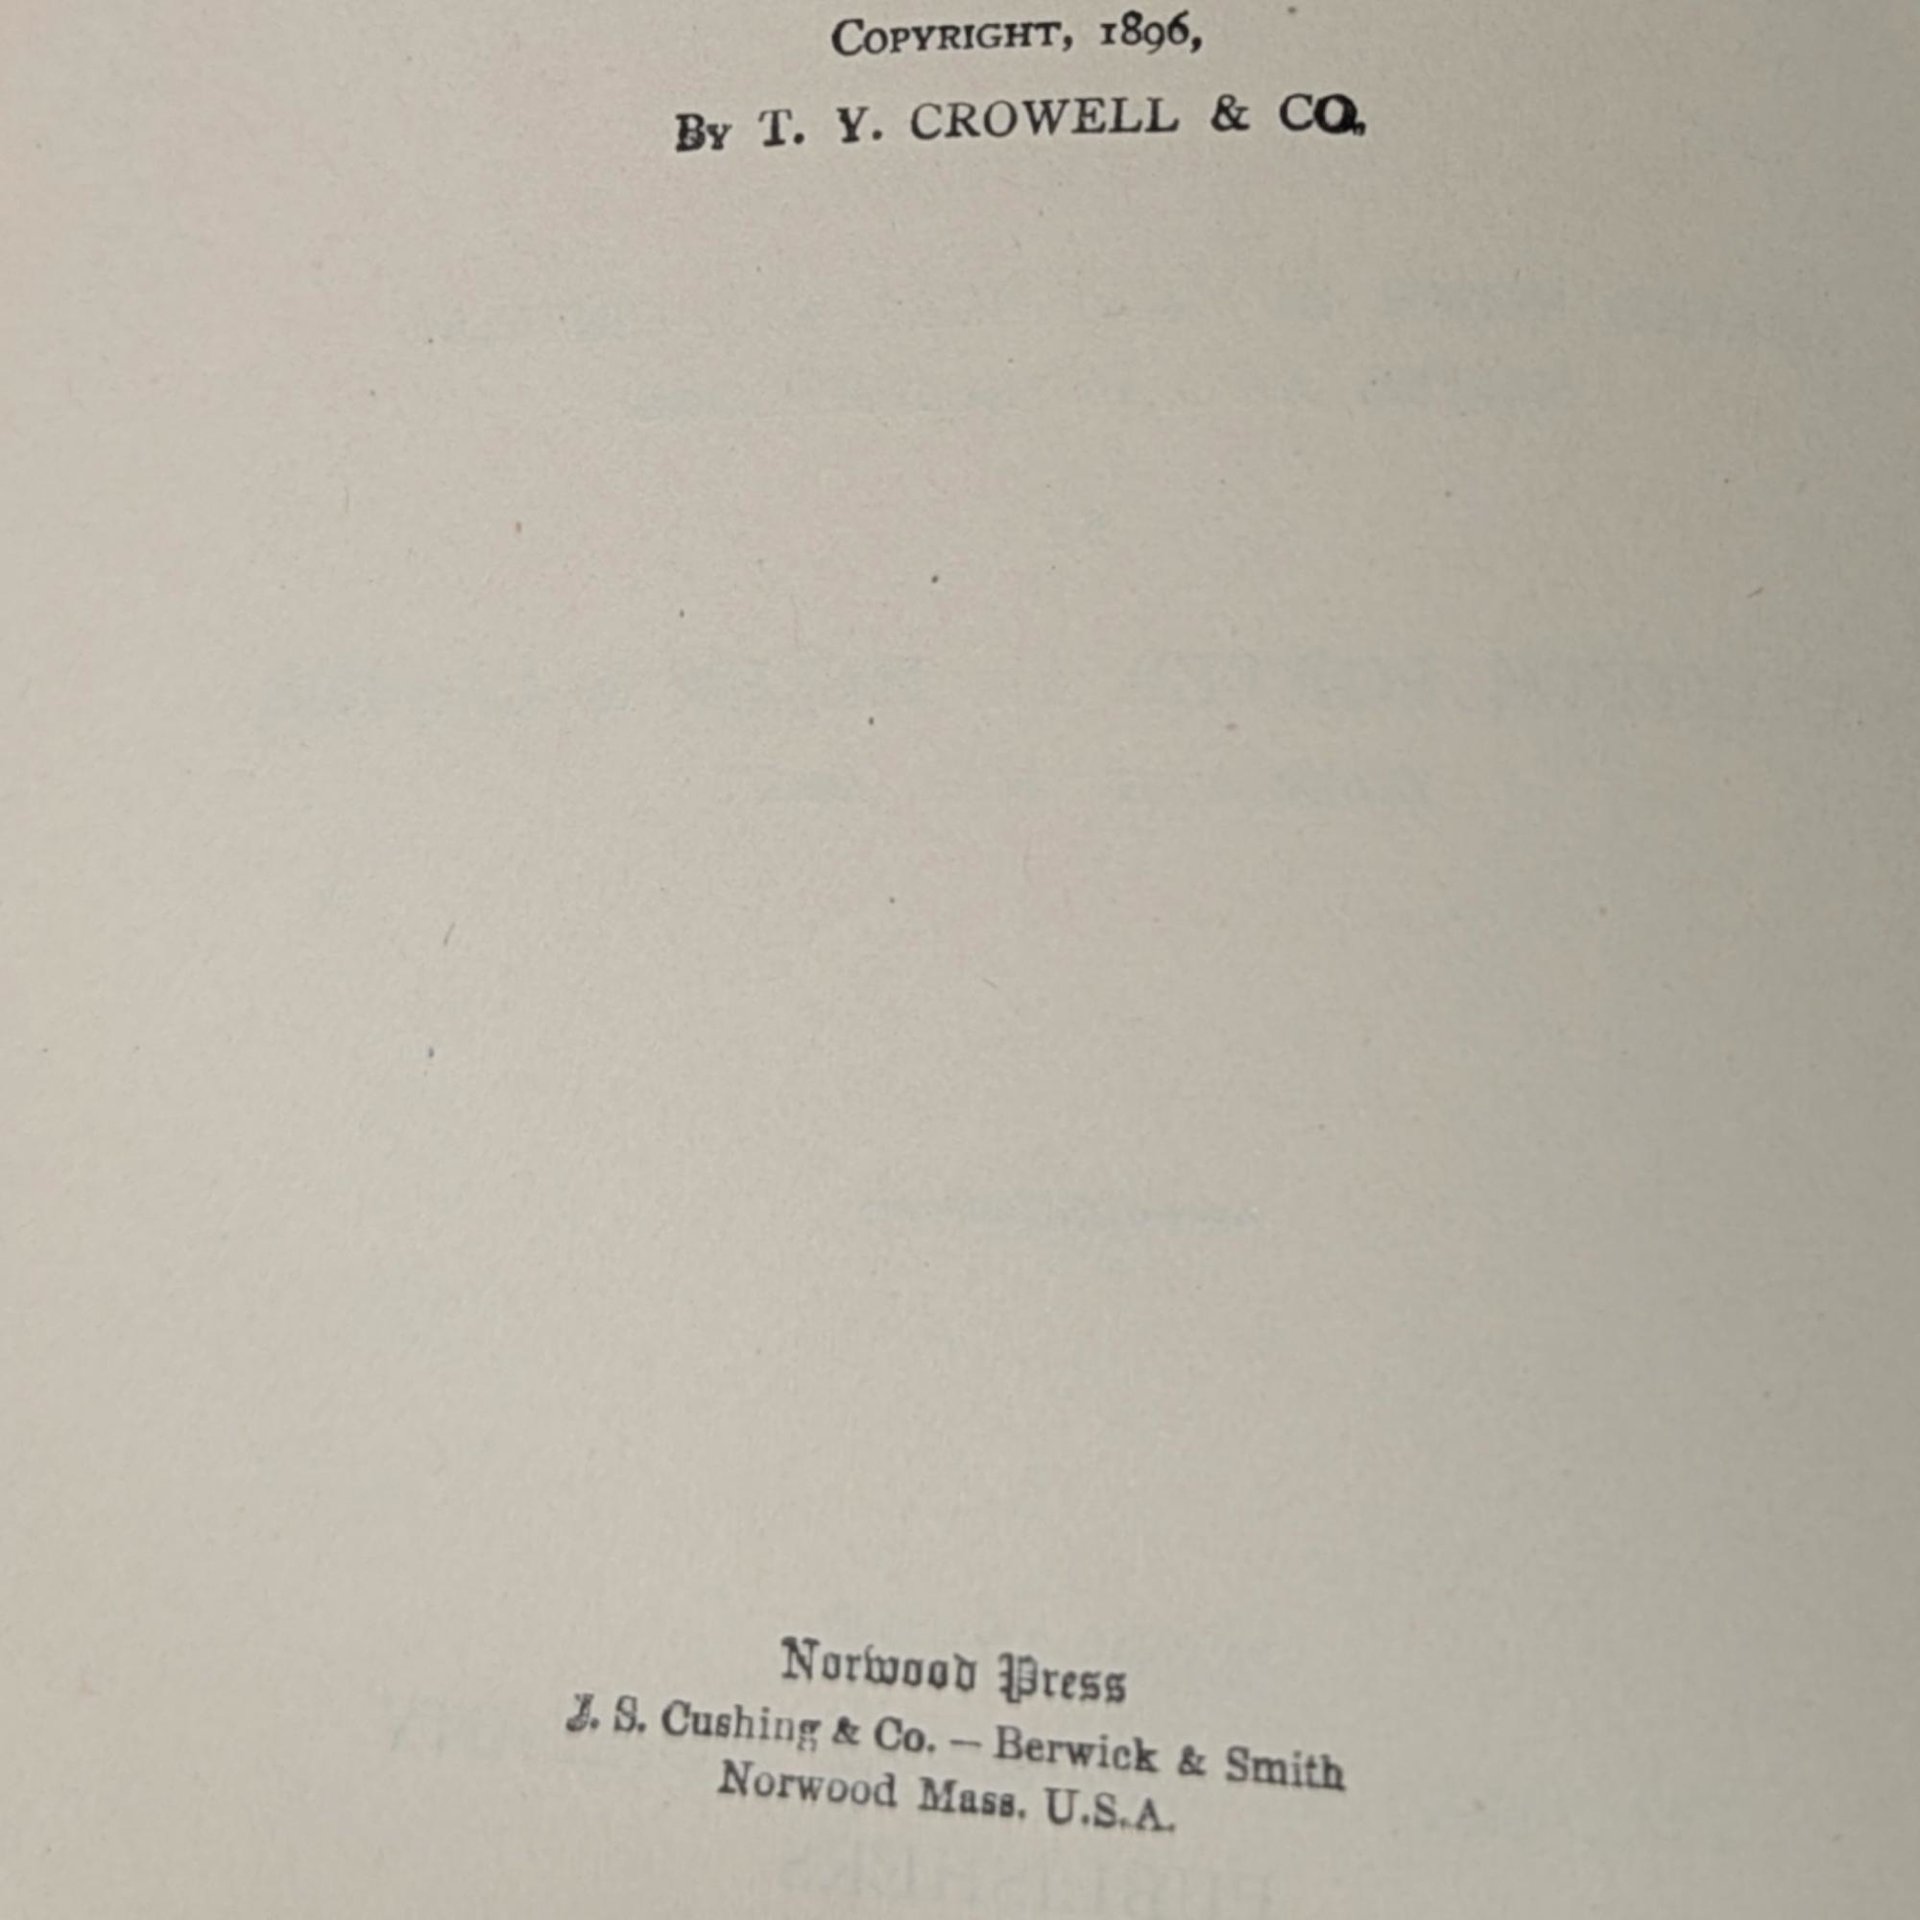 COPYRIGHT, 1896,
BY T. Y. CROWELL & CO.
Norwood Press
J. S. Cushing & Co. — Berwick & Smith
Norwood Mass. U.S.A.